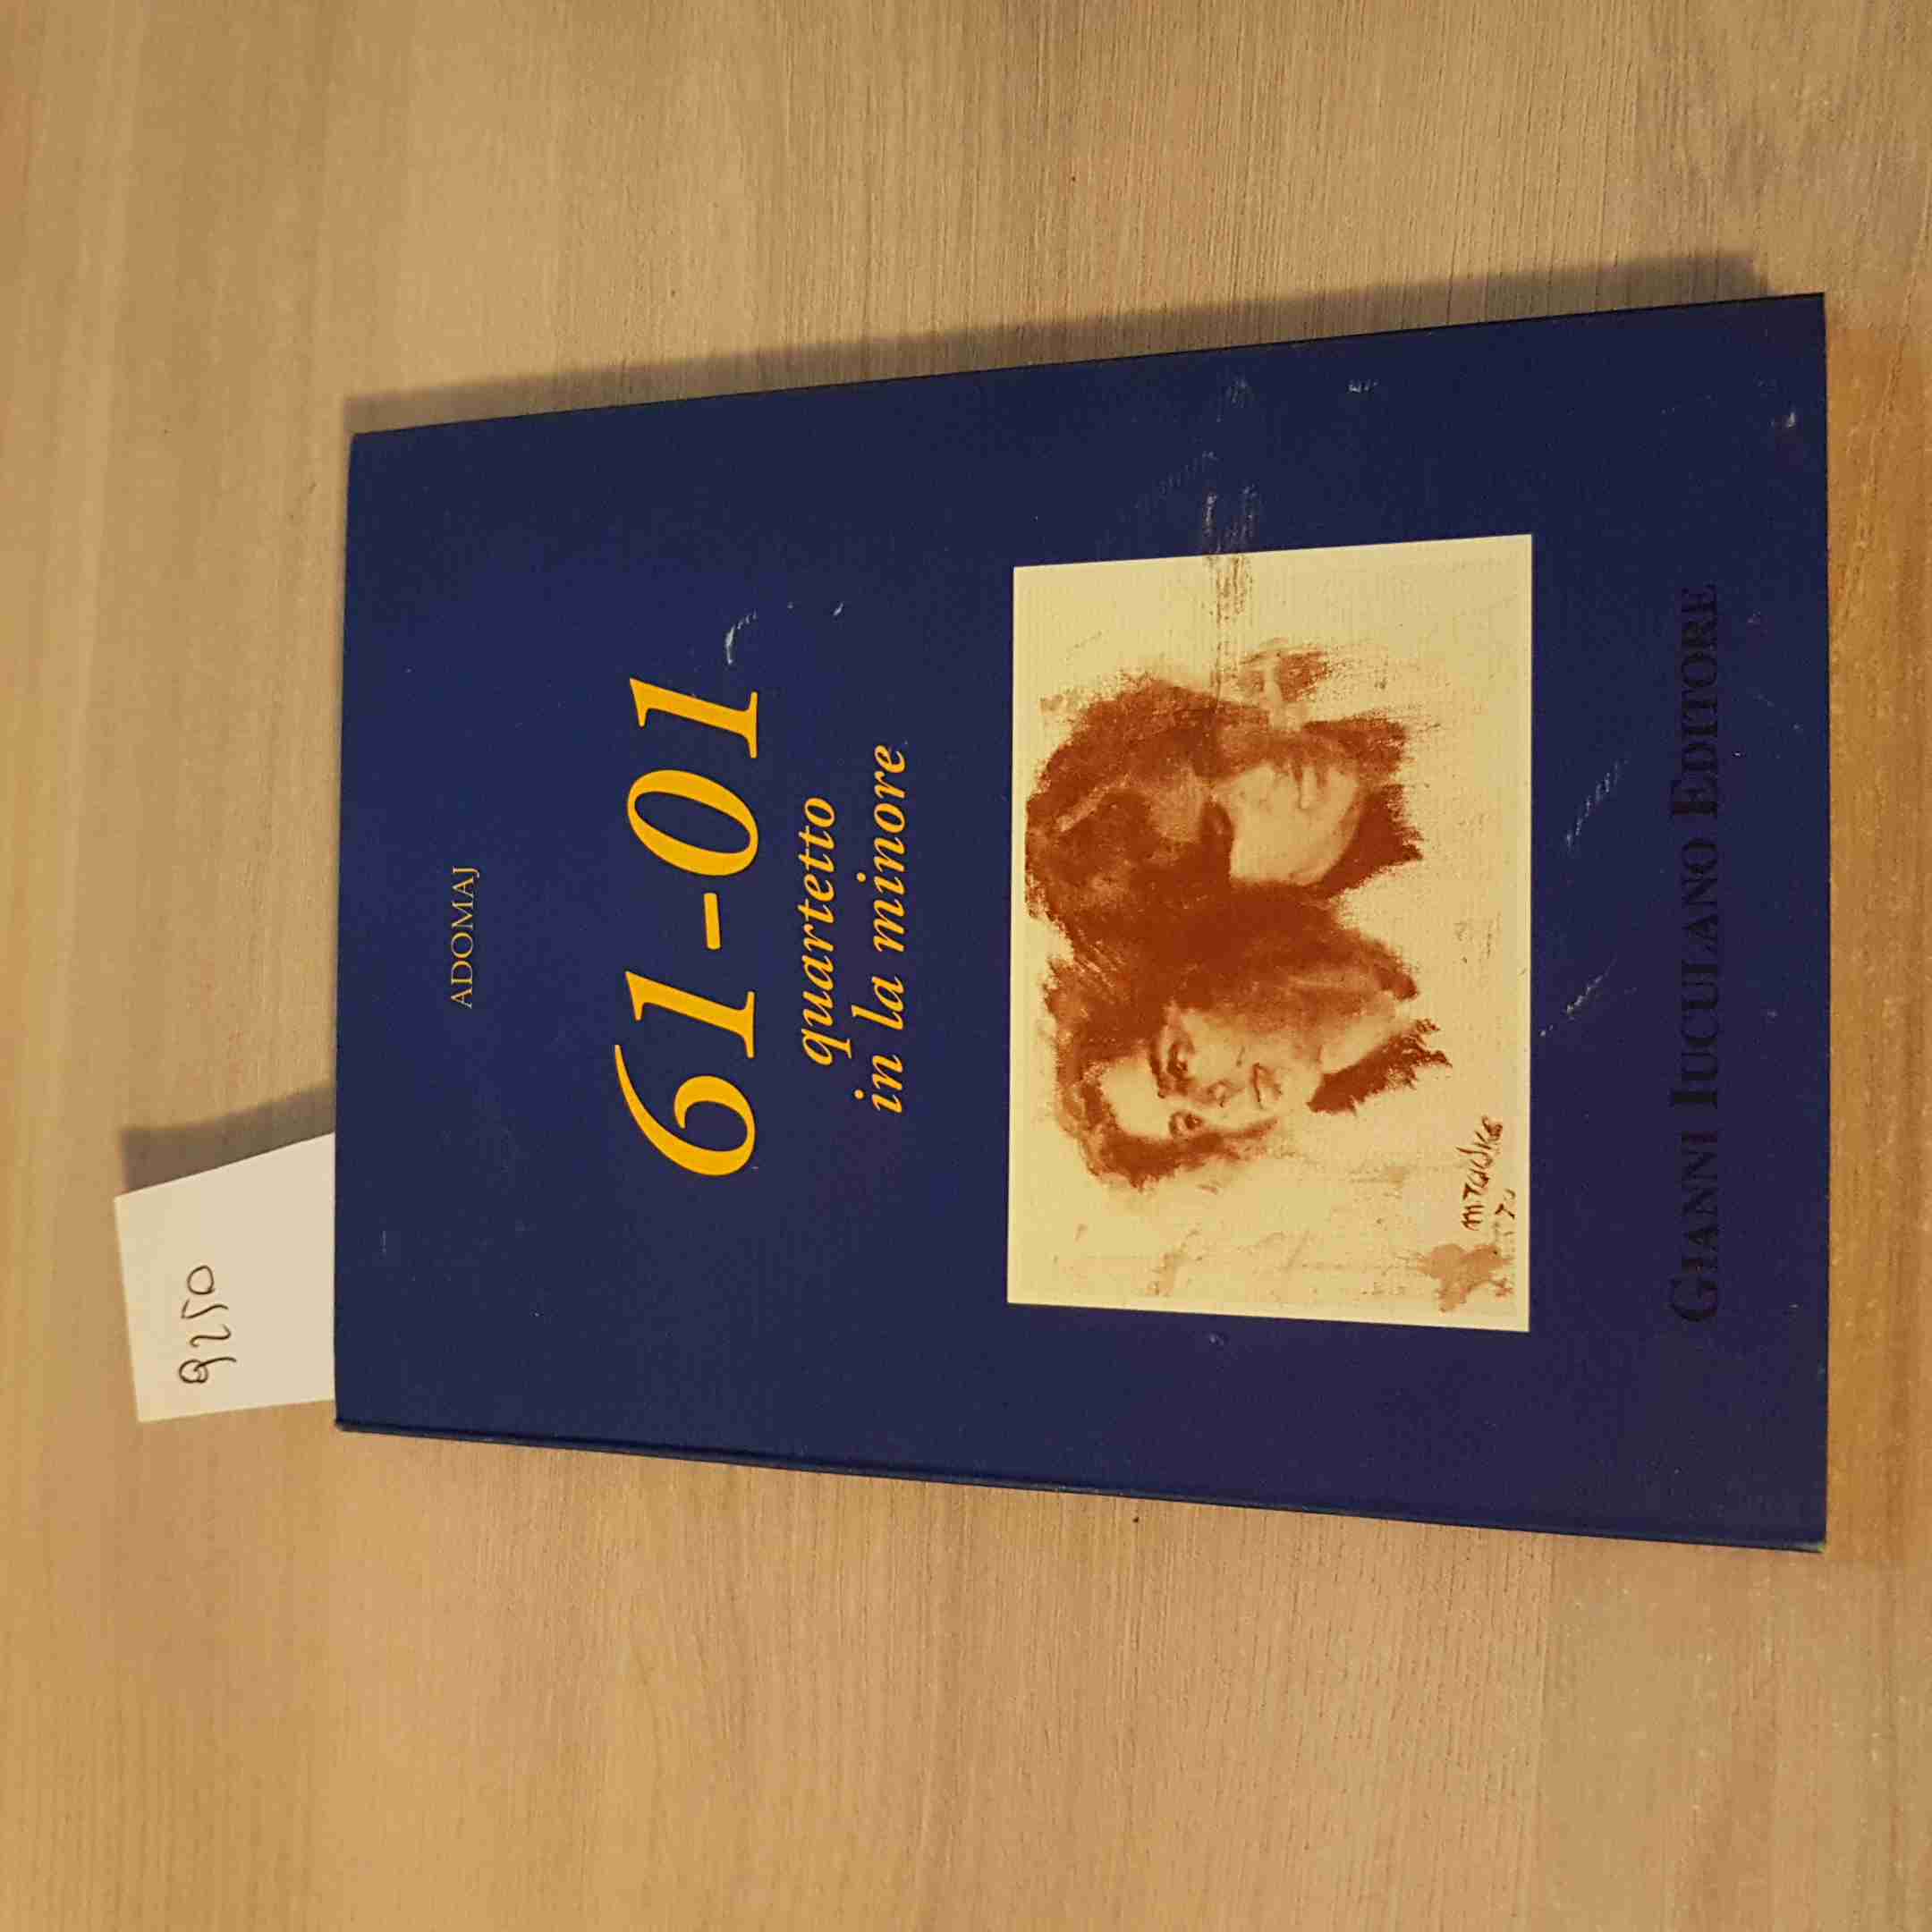 9250
ADOMAJ
61-01
quartetto
in la minore
GIANNI IUCULANO EDITORE